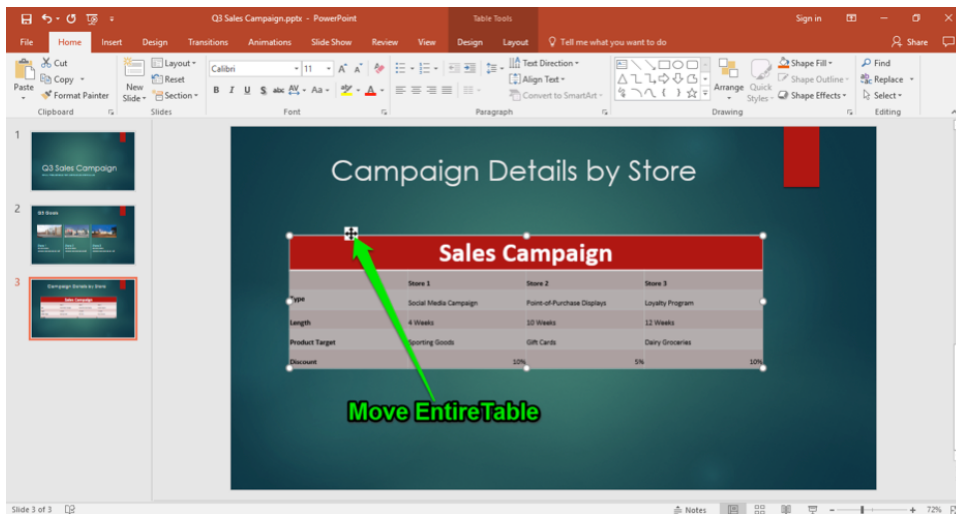 Q3 Sales Campaign.pptx - PowerPoint
Table Tools
Sign in
File Home Insert Design Transitions Animations Slide Show Review View Design Layout Tell me what you want to do
Share
Cut
Copy
Format Painter
Paste
Clipboard
New Slide
Layout
Reset
Section
Slides
Calibri 11
B I U S abc AV Aa A
Font
Text Direction
Align Text
Convert to SmartArt
Paragraph
Arrange
Quick Styles
Shape Fill
Shape Outline
Shape Effects
Drawing
Find
Replace
Select
Editing
1
Q3 Sales Campaign
2
3
Campaign Details by Store
Sales Campaign
Campaign Details by Store
Sales Campaign
Store 1 Store 2 Store 3
Type Social Media Campaign Point-of-Purchase Displays Loyalty Program
Length 4 Weeks 10 Weeks 12 Weeks
Product Target Sporting Goods Gift Cards Dairy Groceries
Discount 10% 5% 10%
Move EntireTable
Slide 3 of 3
Notes
72%